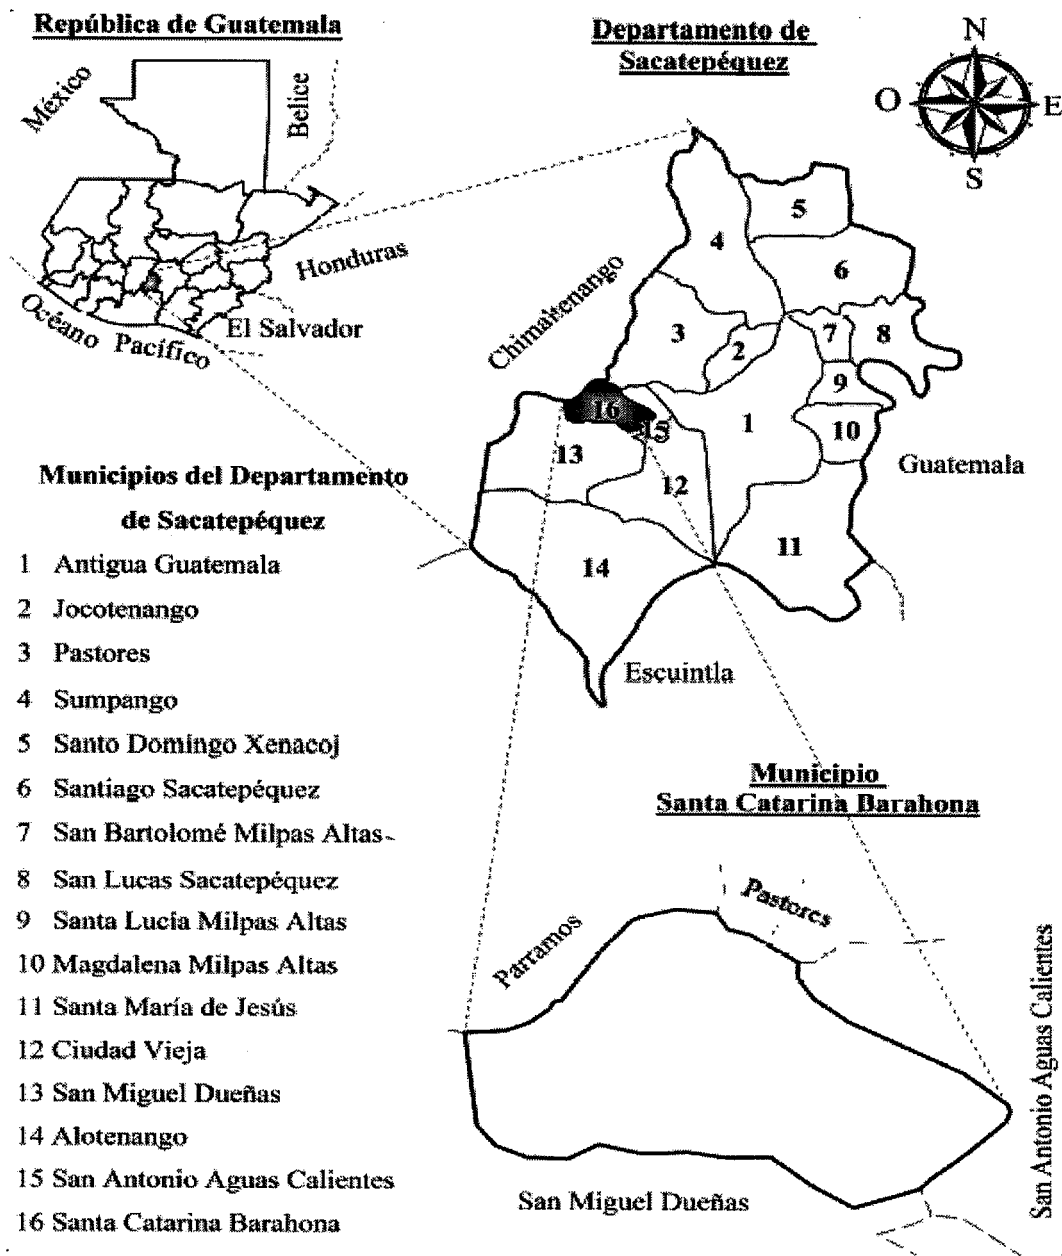 República de Guatemala
México
Belice
Honduras
El Salvador
Océano Pacífico
Departamento de
Sacatepéquez
N
O
E
S
Chimaltenango
5
4
6
3
2
7
8
9
16
1
15
10
13
12
11
14
Guatemala
Escuintla
Municipios del Departamento
de Sacatepéquez
1 Antigua Guatemala
2 Jocotenango
3 Pastores
4 Sumpango
5 Santo Domingo Xenacoj
6 Santiago Sacatepéquez
7 San Bartolomé Milpas Altas
8 San Lucas Sacatepéquez
9 Santa Lucía Milpas Altas
10 Magdalena Milpas Altas
11 Santa María de Jesús
12 Ciudad Vieja
13 San Miguel Dueñas
14 Alotenango
15 San Antonio Aguas Calientes
16 Santa Catarina Barahona
Municipio
Santa Catarina Barahona
Parramos
Pastores
San Antonio Aguas Calientes
San Miguel Dueñas